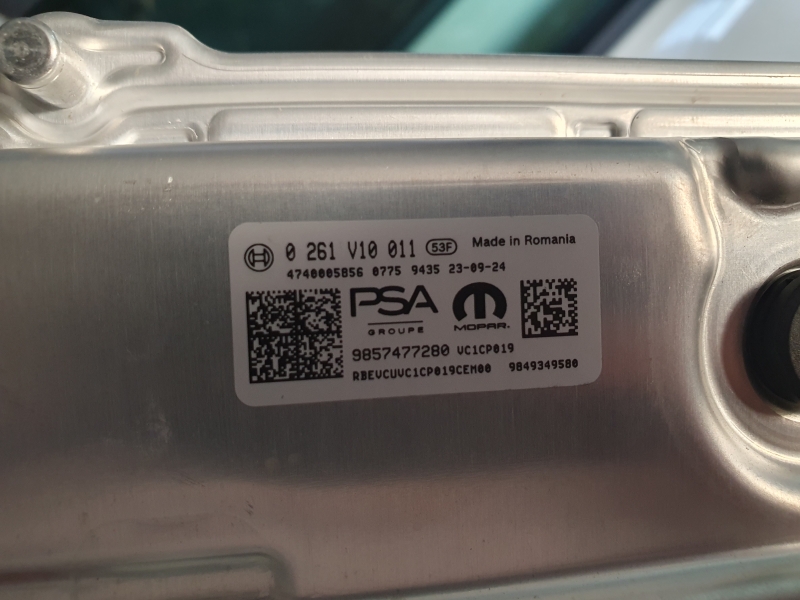 0 261 V10 011 53F Made in Romania
4740005856 0775 9435 23-09-24
PSA MOPAR.
GROUPE
9857477280 VC1CP019
RBEVCUVC1CP019CEM00 9849349580